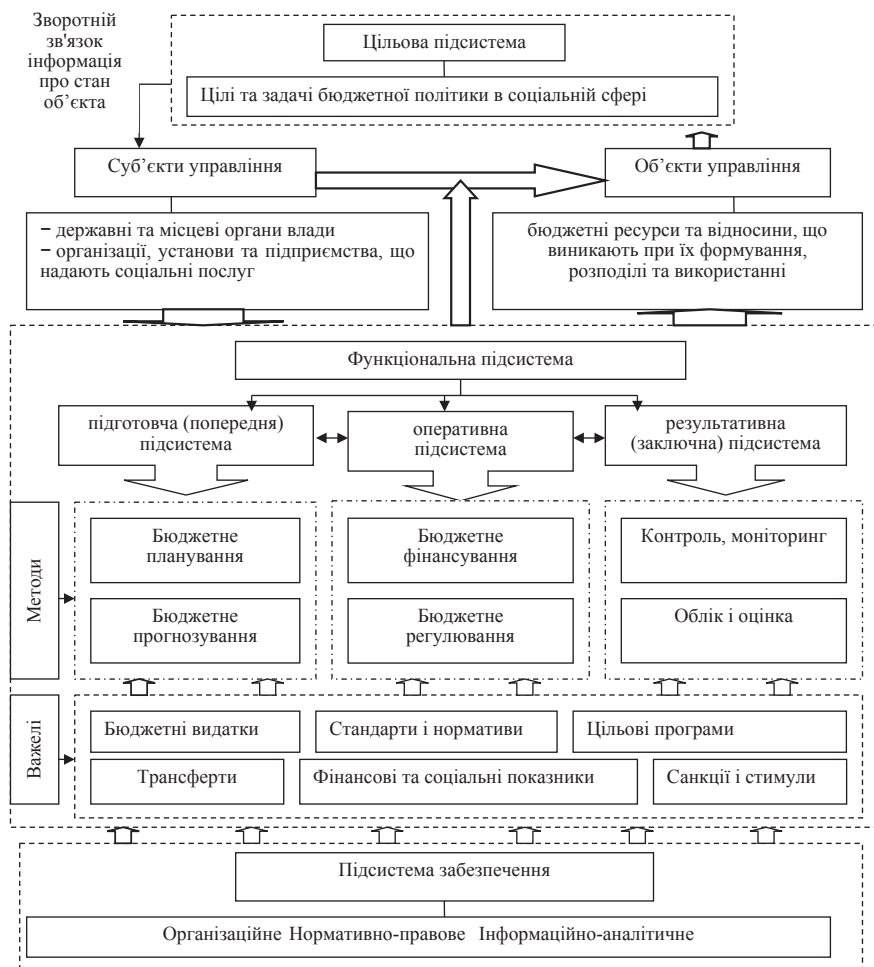 Зворотній
зв'язок
інформація
про стан
об’єкта
Цільова підсистема
Цілі та задачі бюджетної політики в соціальній сфері
Суб’єкти управління
Об’єкти управління
− державні та місцеві органи влади
− організації, установи та підприємства, що
надають соціальні послуг
бюджетні ресурси та відносини, що
виникають при їх формування,
розподілі та використанні
Функціональна підсистема
підготовча (попередня)
підсистема
оперативна
підсистема
результативна
(заключна) підсистема
Методи
Бюджетне
планування
Бюджетне
фінансування
Контроль, моніторинг
Бюджетне
прогнозування
Бюджетне
регулювання
Облік і оцінка
Важелі
Бюджетні видатки
Стандарти і нормативи
Цільові програми
Трансферти
Фінансові та соціальні показники
Санкції і стимули
Підсистема забезпечення
Організаційне Нормативно-правове Інформаційно-аналітичне